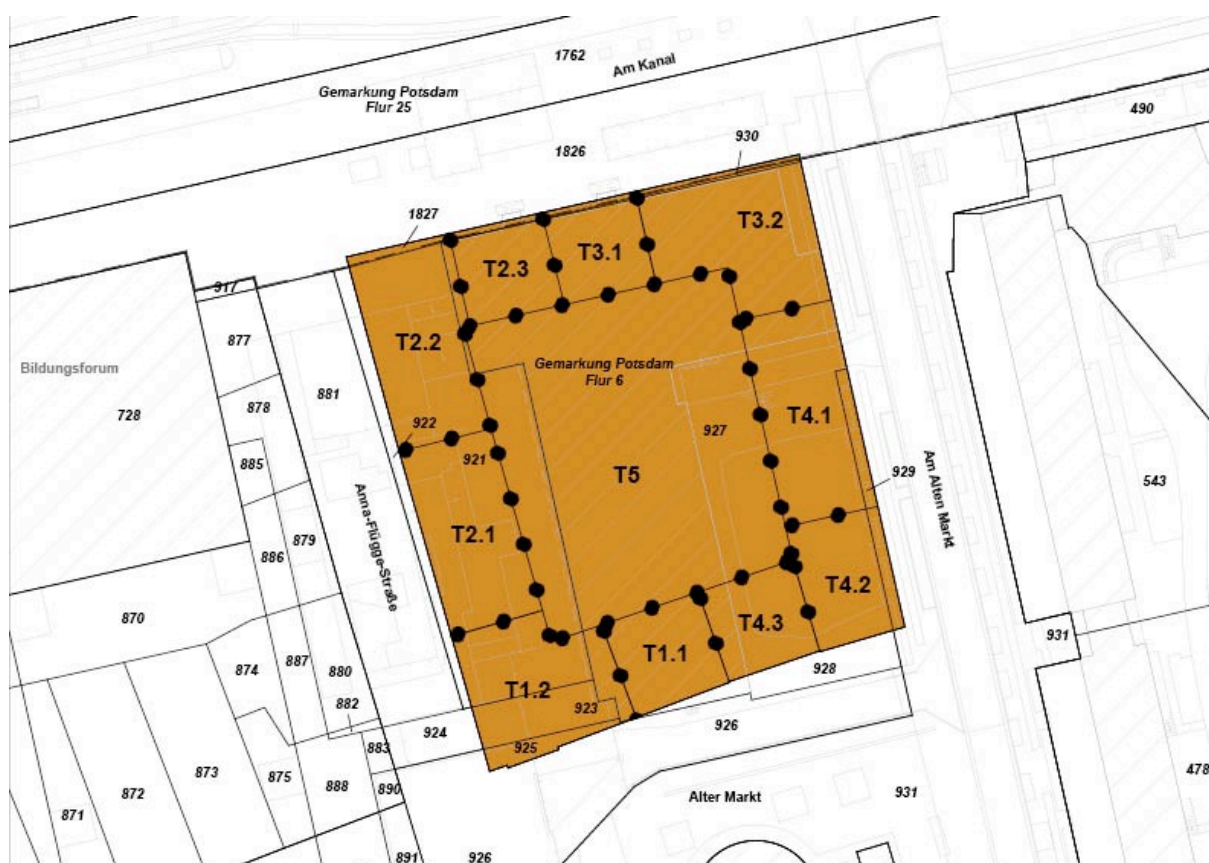 1762
Am Kanal
Gemarkung Potsdam
Flur 25
490
1826
930
1827
T3.2
T3.1
T2.3
917
877
T2.2
Bildungsforum
Gemarkung Potsdam
Flur 6
881
878
728
922
T4.1
927
921
885
T5
929
543
Am Alten Markt
Anna-Flügge-Straße
879
T2.1
886
T4.2
870
T4.3
931
874
887
T1.1
880
928
T1.2
882
923
924
926
883
925
873
875
888
872
890
Alter Markt
931
478
871
891
926